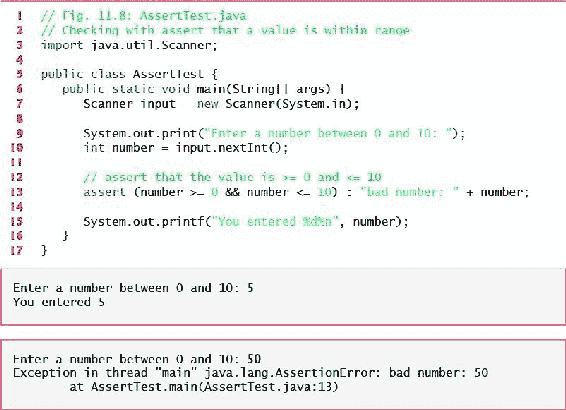 1 // Fig. 11.8: AssertTest.java
2 // Checking with assert that a value is within range
3 import java.util.Scanner;
4
5 public class AssertTest {
6 public static void main(String[] args) {
7 Scanner input = new Scanner(System.in);
8
9 System.out.print("Enter a number between 0 and 10: ");
10 int number = input.nextInt();
11
12 // assert that the value is >= 0 and <= 10
13 assert (number >= 0 && number <= 10) : "bad number: " + number;
14
15 System.out.printf("You entered %d%n", number);
16 }
17 }
Enter a number between 0 and 10: 5
You entered 5
Enter a number between 0 and 10: 50
Exception in thread "main" java.lang.AssertionError: bad number: 50
at AssertTest.main(AssertTest.java:13)